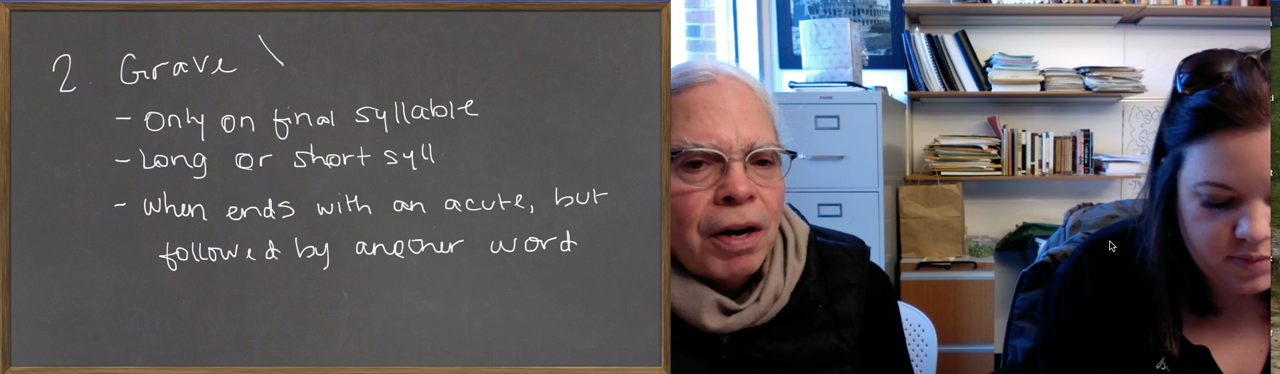 2. Grave \
- only on final syllable
- Long or short syll.
- When ends with an acute, but
followed by another word